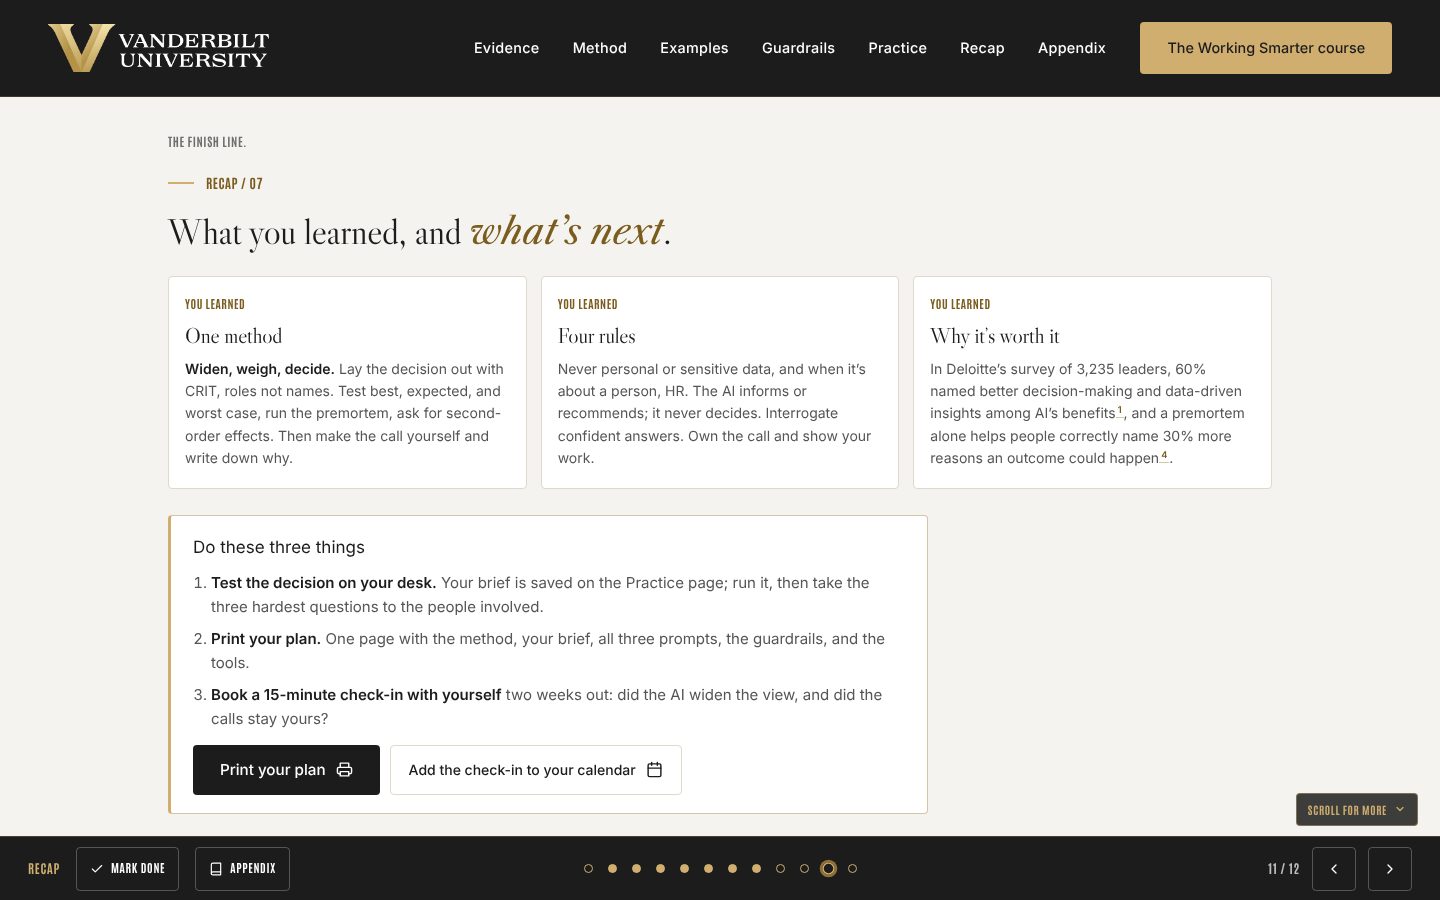 VANDERBILT
UNIVERSITY
Evidence Method Examples Guardrails Practice Recap Appendix The Working Smarter course
THE FINISH LINE.
RECAP / 07
What you learned, and what's next.
YOU LEARNED
One method
Widen, weigh, decide. Lay the decision out with
CRIT, roles not names. Test best, expected, and
worst case, run the premortem, ask for second-
order effects. Then make the call yourself and
write down why.
YOU LEARNED
Four rules
Never personal or sensitive data, and when it's
about a person, HR. The AI informs or
recommends; it never decides. Interrogate
confident answers. Own the call and show your
work.
YOU LEARNED
Why it's worth it
In Deloitte's survey of 3,235 leaders, 60%
named better decision-making and data-driven
insights among AI's benefits1, and a premortem
alone helps people correctly name 30% more
reasons an outcome could happen4.
Do these three things
1. Test the decision on your desk. Your brief is saved on the Practice page; run it, then take the
three hardest questions to the people involved.
2. Print your plan. One page with the method, your brief, all three prompts, the guardrails, and the
tools.
3. Book a 15-minute check-in with yourself two weeks out: did the AI widen the view, and did the
calls stay yours?
Print your plan Add the check-in to your calendar
SCROLL FOR MORE
RECAP MARK DONE APPENDIX 11 / 12